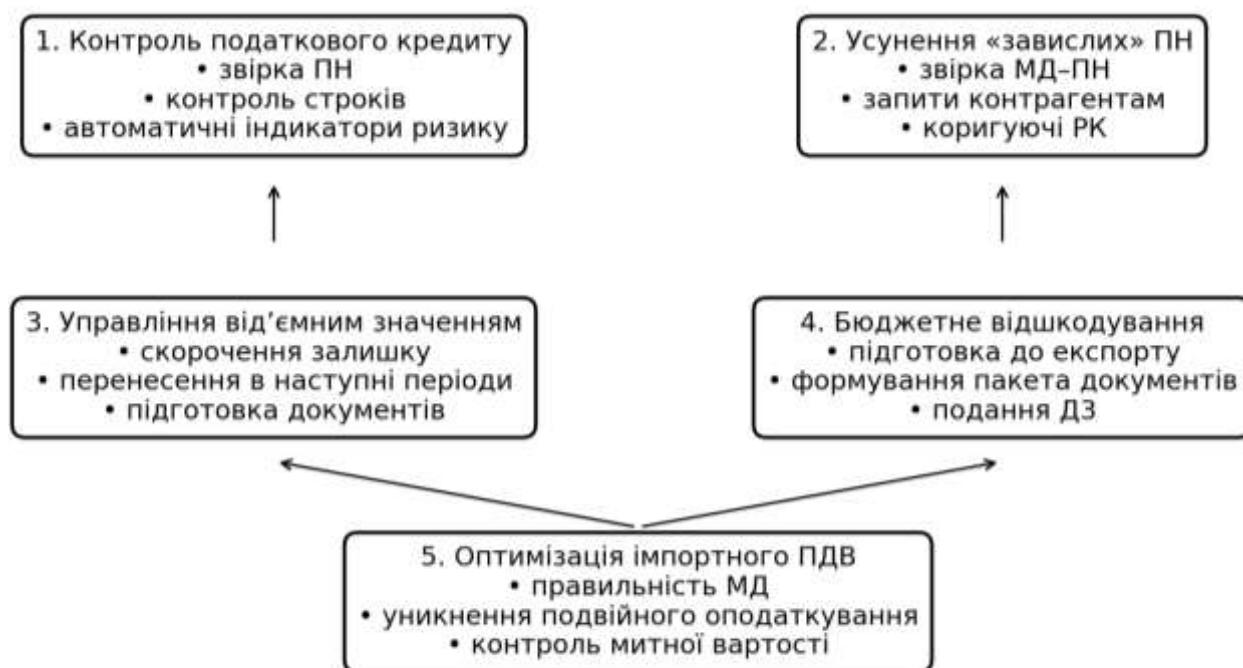 1. Контроль податкового кредиту
• звірка ПН
• контроль строків
• автоматичні індикатори ризику
2. Усунення «завислих» ПН
• звірка МД–ПН
• запити контрагентам
• коригуючі РК
3. Управління від’ємним значенням
• скорочення залишку
• перенесення в наступні періоди
• підготовка документів
4. Бюджетне відшкодування
• підготовка до експорту
• формування пакета документів
• подання ДЗ
5. Оптимізація імпортного ПДВ
• правильність МД
• уникнення подвійного оподаткування
• контроль митної вартості